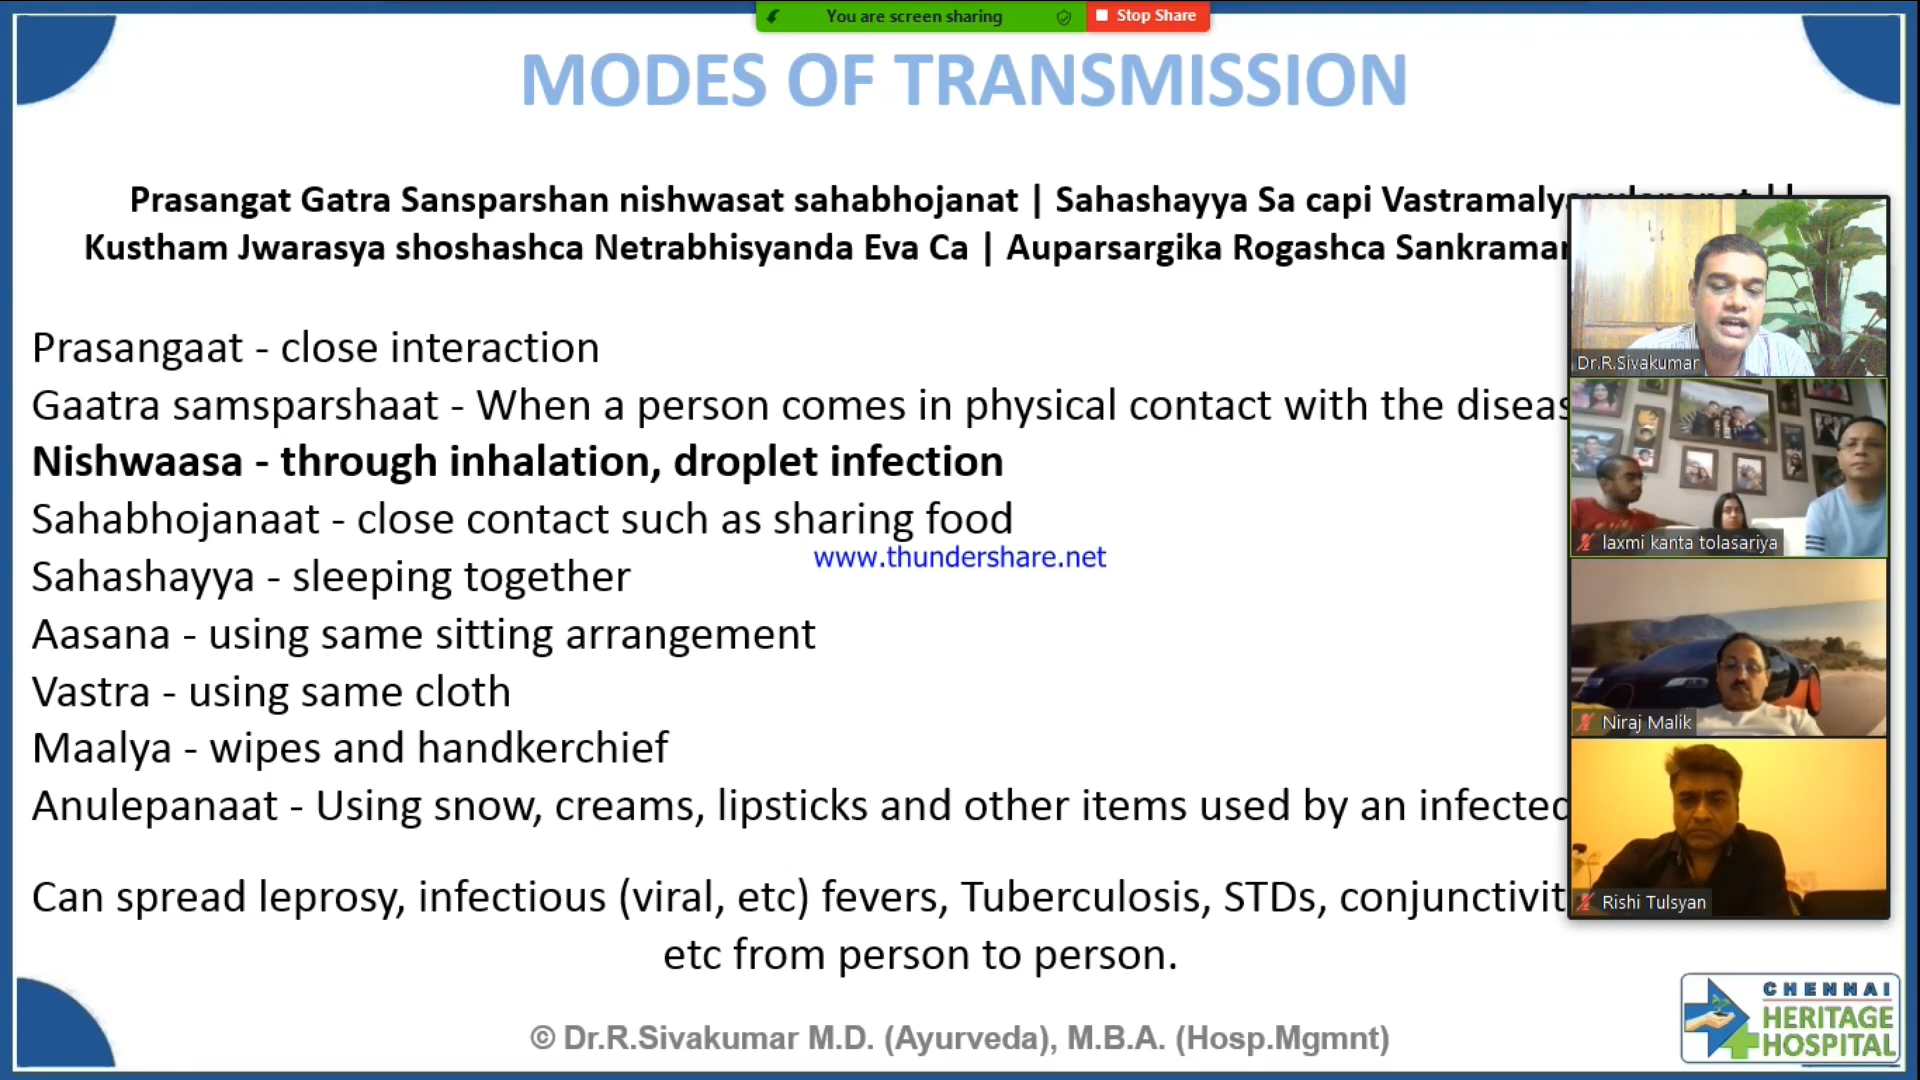 You are screen sharing
Stop Share
MODES OF TRANSMISSION
Prasangat Gatra Sansparshan nishwasat sahabhojanat | Sahashayya Sa capi
Kustham Jwarasya shoshashca Netrabhisyanda Eva Ca | Auparsargika Rogashca
Prasangaat - close interaction
Gaatra samsparshaat - When a person comes in physical contact with the
Nishwaasa - through inhalation, droplet infection
Sahabhojanaat - close contact such as sharing food
www.thundershare.net
Sahashayya - sleeping together
Aasana - using same sitting arrangement
Vastra - using same cloth
Maalya - wipes and handkerchief
Anulepanaat - Using snow, creams, lipsticks and other items used by an infected
Can spread leprosy, infectious (viral, etc) fevers, Tuberculosis, STDs,
etc from person to person.
© Dr.R.Sivakumar M.D. (Ayurveda), M.B.A. (Hosp.Mgmnt)
Dr.R.Sivakumar
laxmi kanta tolasariya
Niraj Malik
Rishi Tulsyan
CHENNAI
HERITAGE
HOSPITAL